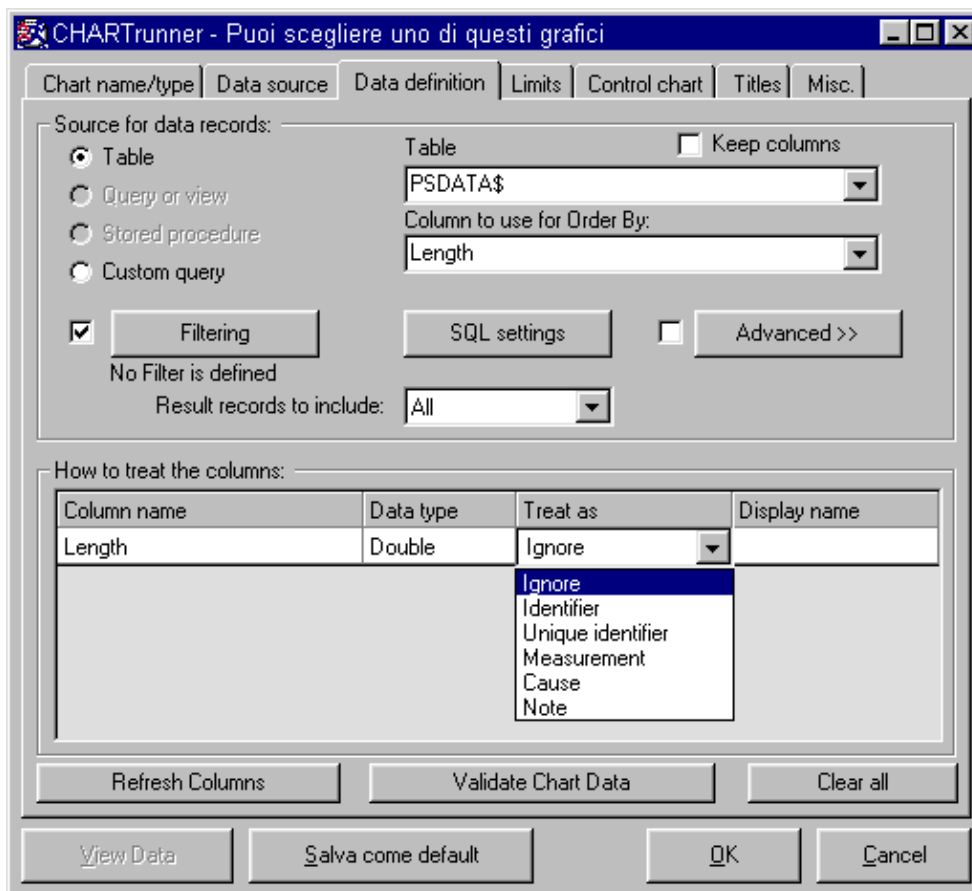 CHARTrunner - Puoi scegliere uno di questi grafici
Chart name/type Data source Data definition Limits Control chart Titles Misc.
Source for data records:
Table
Query or view
Stored procedure
Custom query
Table Keep columns
PSDATA$
Column to use for Order By:
Length
Filtering SQL settings Advanced >>
No Filter is defined
Result records to include: All
How to treat the columns:
Column name Data type Treat as Display name
Length Double Ignore
Ignore
Identifier
Unique identifier
Measurement
Cause
Note
Refresh Columns Validate Chart Data Clear all
View Data Salva come default OK Cancel